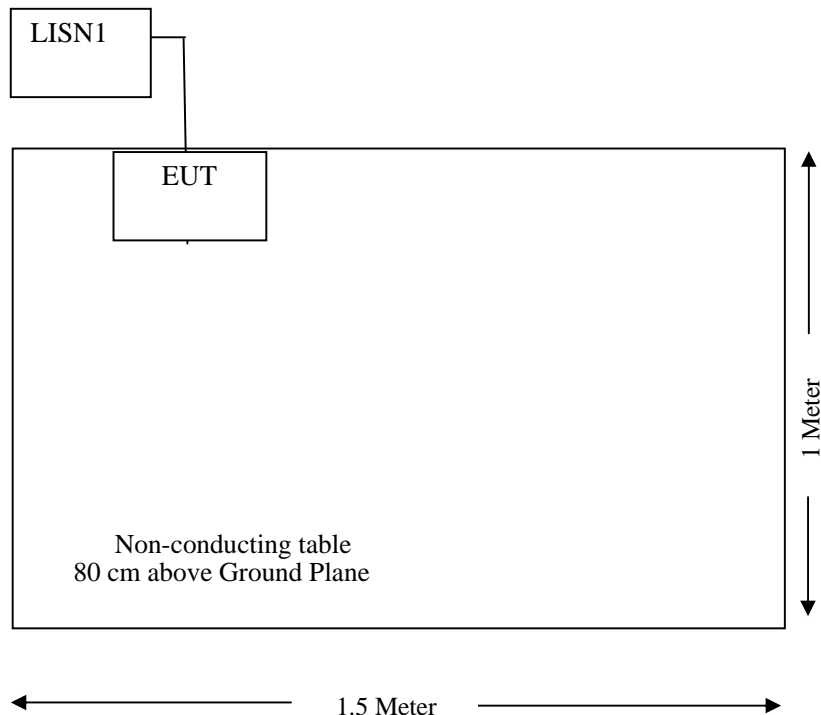 LISN1
EUT
1 Meter
Non-conducting table
80 cm above Ground Plane
1.5 Meter